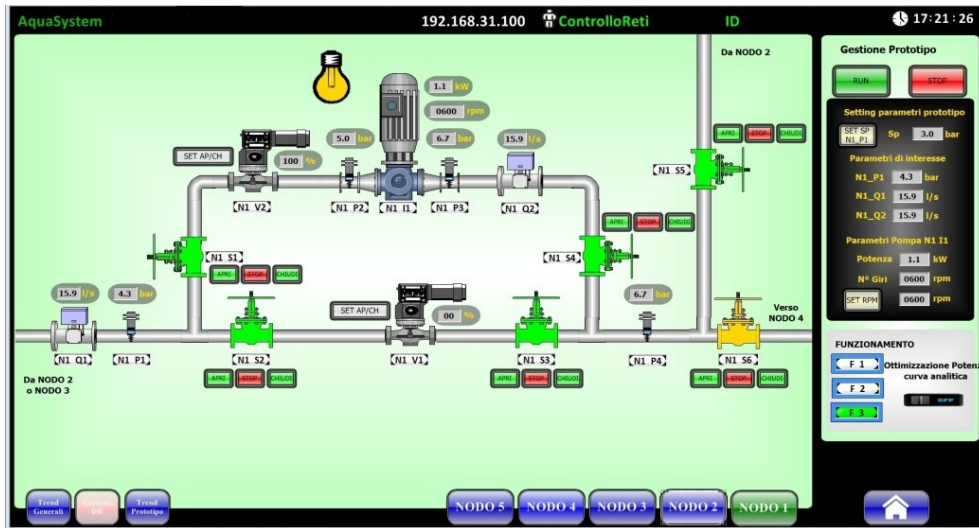 AquaSystem
192.168.31.100
ControlloReti
ID
17:21:26
Da NODO 2
Gestione Prototipo
RUN
STOP
1.1 kW
0600 rpm
5.0 bar
6.7 bar
15.9 l/s
SET AP/CH
100 %
APRI STOP CHIUDI
N1 S5
N1 V2
N1 P2
N1 I1
N1 P3
N1 Q2
Setting parametri prototipo
SET SP N1_P1
Sp 3.0 bar
Parametri di interesse
N1_P1 4.3 bar
N1_Q1 15.9 l/s
N1_Q2 15.9 l/s
Parametri Pompa N1 I1
Potenza 1.1 kW
N° Giri 0600 rpm
SET RPM 0600 rpm
APRI STOP CHIUDI
N1 S1
N1 S4
APRI STOP CHIUDI
15.9 l/s
4.3 bar
SET AP/CH
00 %
6.7 bar
Verso
NODO 4
N1 Q1
N1 P1
N1 S2
N1 V1
N1 S3
N1 P4
N1 S6
Da NODO 2
o NODO 3
APRI STOP CHIUDI
APRI STOP CHIUDI
APRI STOP CHIUDI
FUNZIONAMENTO
F 1
F 2
F 3
Ottimizzazione Potenz
curva analitica
OFF
Trend
Generali
Trend
Prototipo
NODO 5
NODO 4
NODO 3
NODO 2
NODO 1